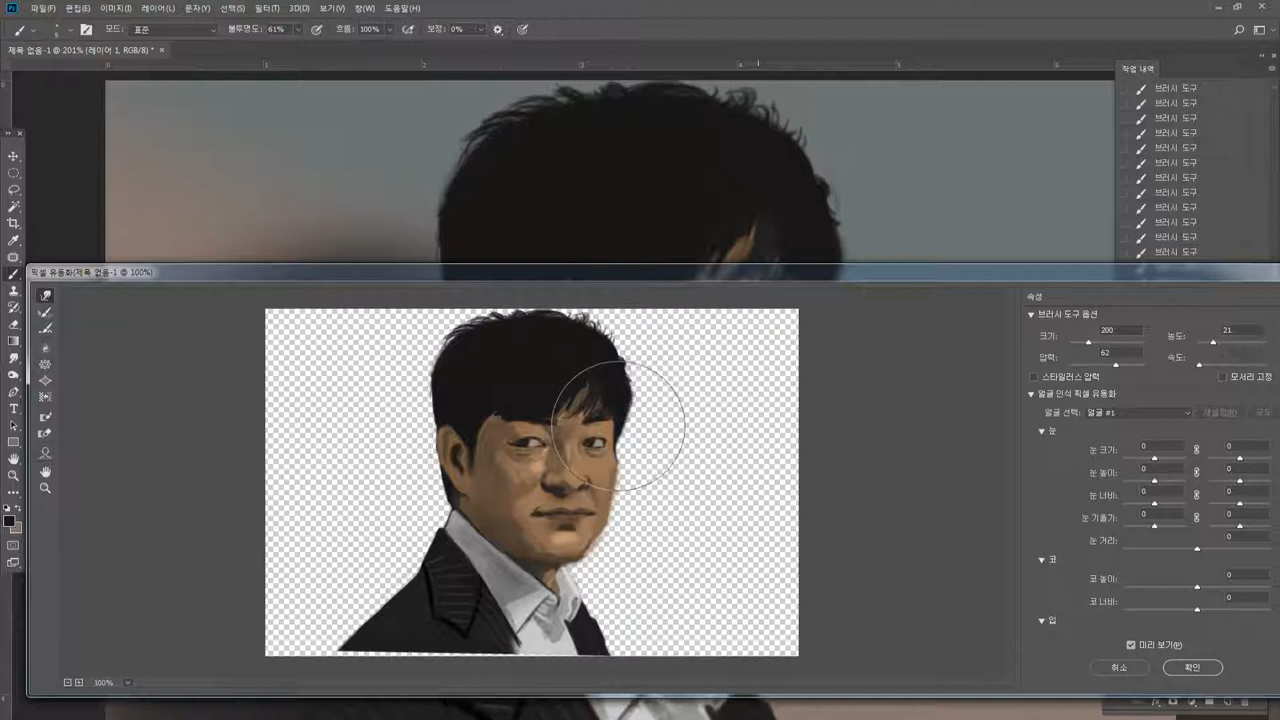 파일(F) 편집(E) 이미지(I) 레이어(L) 문자(Y) 선택(S) 필터(T) 3D(D) 보기(V) 창(W) 도움말(H)
모드: 표준 불투명도: 61% 흐름: 100% 보정: 0%
제목 없음-1 @ 201% (레이어 1, RGB/8) * ×
0 1 2 3 4 5 6
작업 내역
브러시 도구
브러시 도구
브러시 도구
브러시 도구
브러시 도구
브러시 도구
브러시 도구
브러시 도구
브러시 도구
브러시 도구
브러시 도구
브러시 도구
픽셀 유동화(제목 없음-1 @ 100%)
속성
브러시 도구 옵션
크기: 200 농도: 21
압력: 62 속도:
스타일러스 압력 모서리 고정
얼굴 인식 픽셀 유동화
얼굴 선택: 얼굴 #1
눈
눈 크기: 0 0
눈 높이: 0 0
눈 너비: 0 0
눈 기울기: 0 0
눈 거리: 0
코
코 높이: 0
코 너비: 0
입
미리 보기(P)
취소 확인
100%